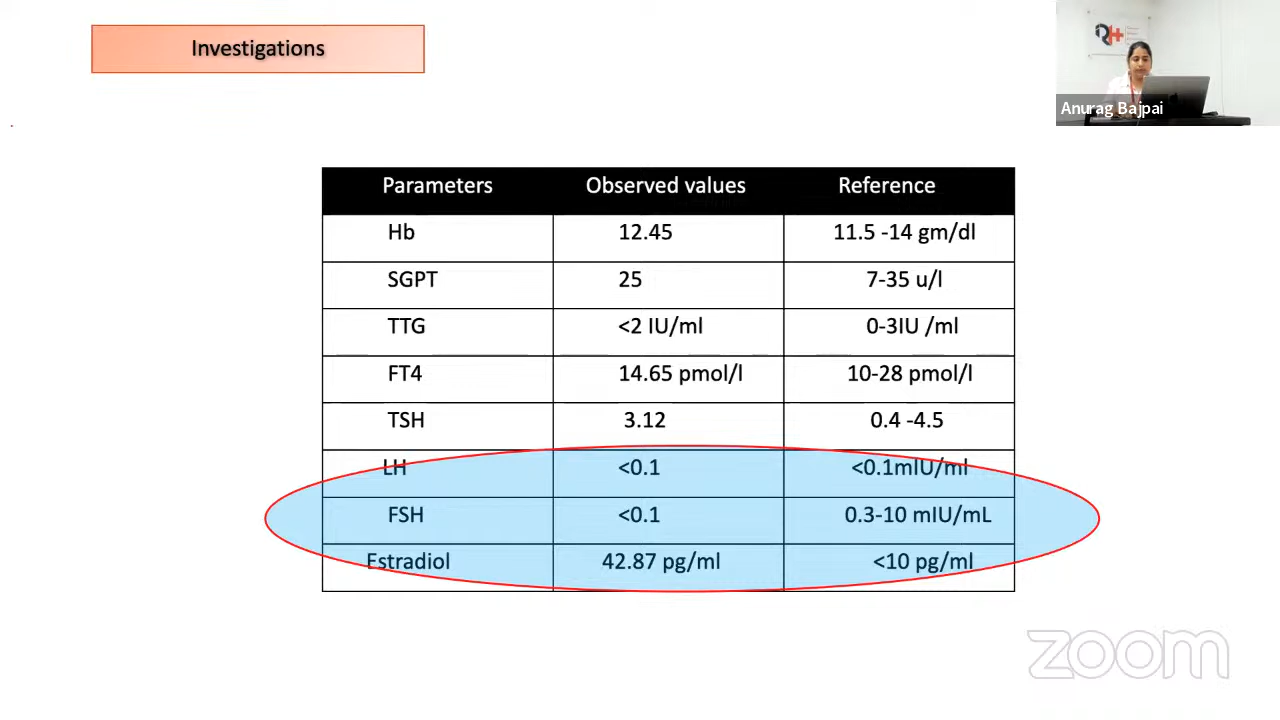 Investigations
RH+
Anurag Bajpai
Parameters Observed values Reference
Hb 12.45 11.5 -14 gm/dl
SGPT 25 7-35 u/l
TTG <2 IU/ml 0-3IU /ml
FT4 14.65 pmol/l 10-28 pmol/l
TSH 3.12 0.4 -4.5
LH <0.1 <0.1mIU/ml
FSH <0.1 0.3-10 mIU/mL
Estradiol 42.87 pg/ml <10 pg/ml
zoom